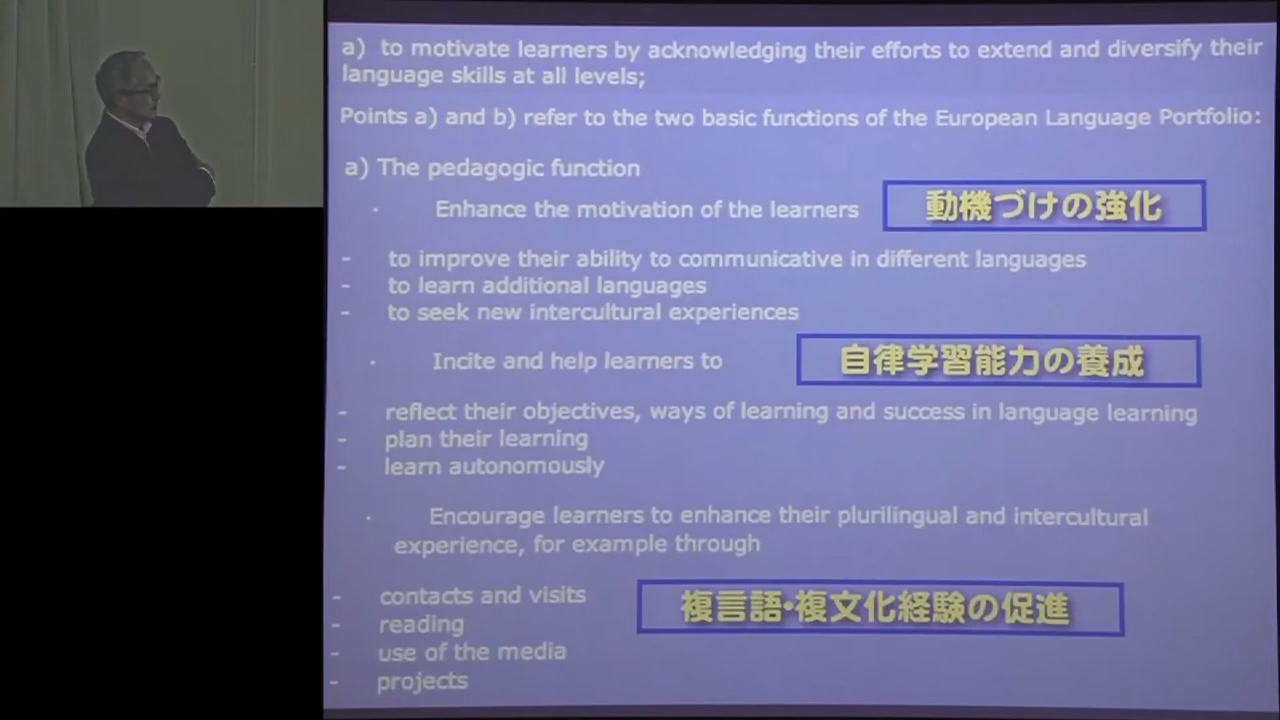 a) to motivate learners by acknowledging their efforts to extend and diversify their
language skills at all levels;
Points a) and b) refer to the two basic functions of the European Language Portfolio:
a) The pedagogic function
· Enhance the motivation of the learners
動機づけの強化
- to improve their ability to communicative in different languages
- to learn additional languages
- to seek new intercultural experiences
· Incite and help learners to
自律学習能力の養成
- reflect their objectives, ways of learning and success in language learning
- plan their learning
- learn autonomously
· Encourage learners to enhance their plurilingual and intercultural
experience, for example through
- contacts and visits
複言語・複文化経験の促進
- reading
- use of the media
- projects